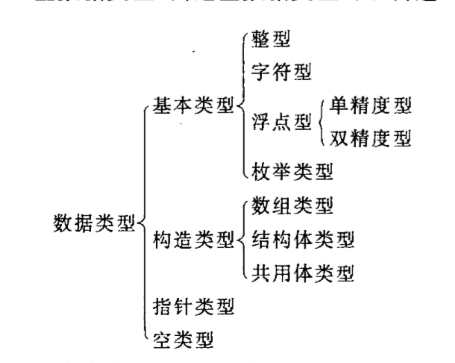 整型
字符型
基本类型
浮点型
单精度型
双精度型
枚举类型
数据类型
构造类型
数组类型
结构体类型
共用体类型
指针类型
空类型